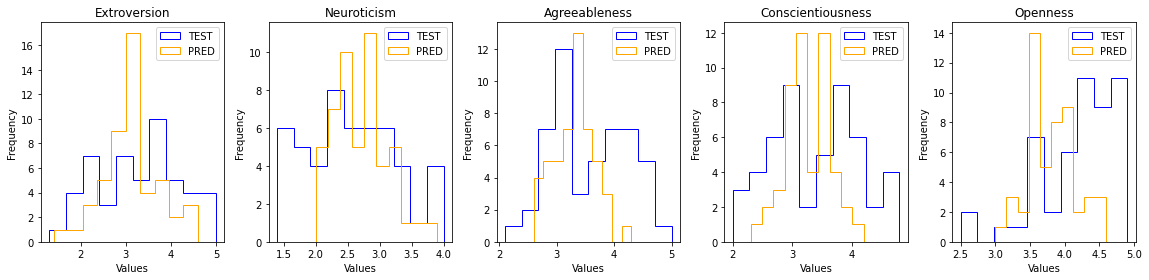 Extroversion
Frequency
16
14
12
10
8
6
4
2
0
2
3
4
5
Values
TEST
PRED
Neuroticism
Frequency
10
8
6
4
2
0
1.5
2.0
2.5
3.0
3.5
4.0
Values
TEST
PRED
Agreeableness
Frequency
12
10
8
6
4
2
0
2
3
4
5
Values
TEST
PRED
Conscientiousness
Frequency
12
10
8
6
4
2
0
2
3
4
Values
TEST
PRED
Openness
Frequency
14
12
10
8
6
4
2
0
2.5
3.0
3.5
4.0
4.5
5.0
Values
TEST
PRED